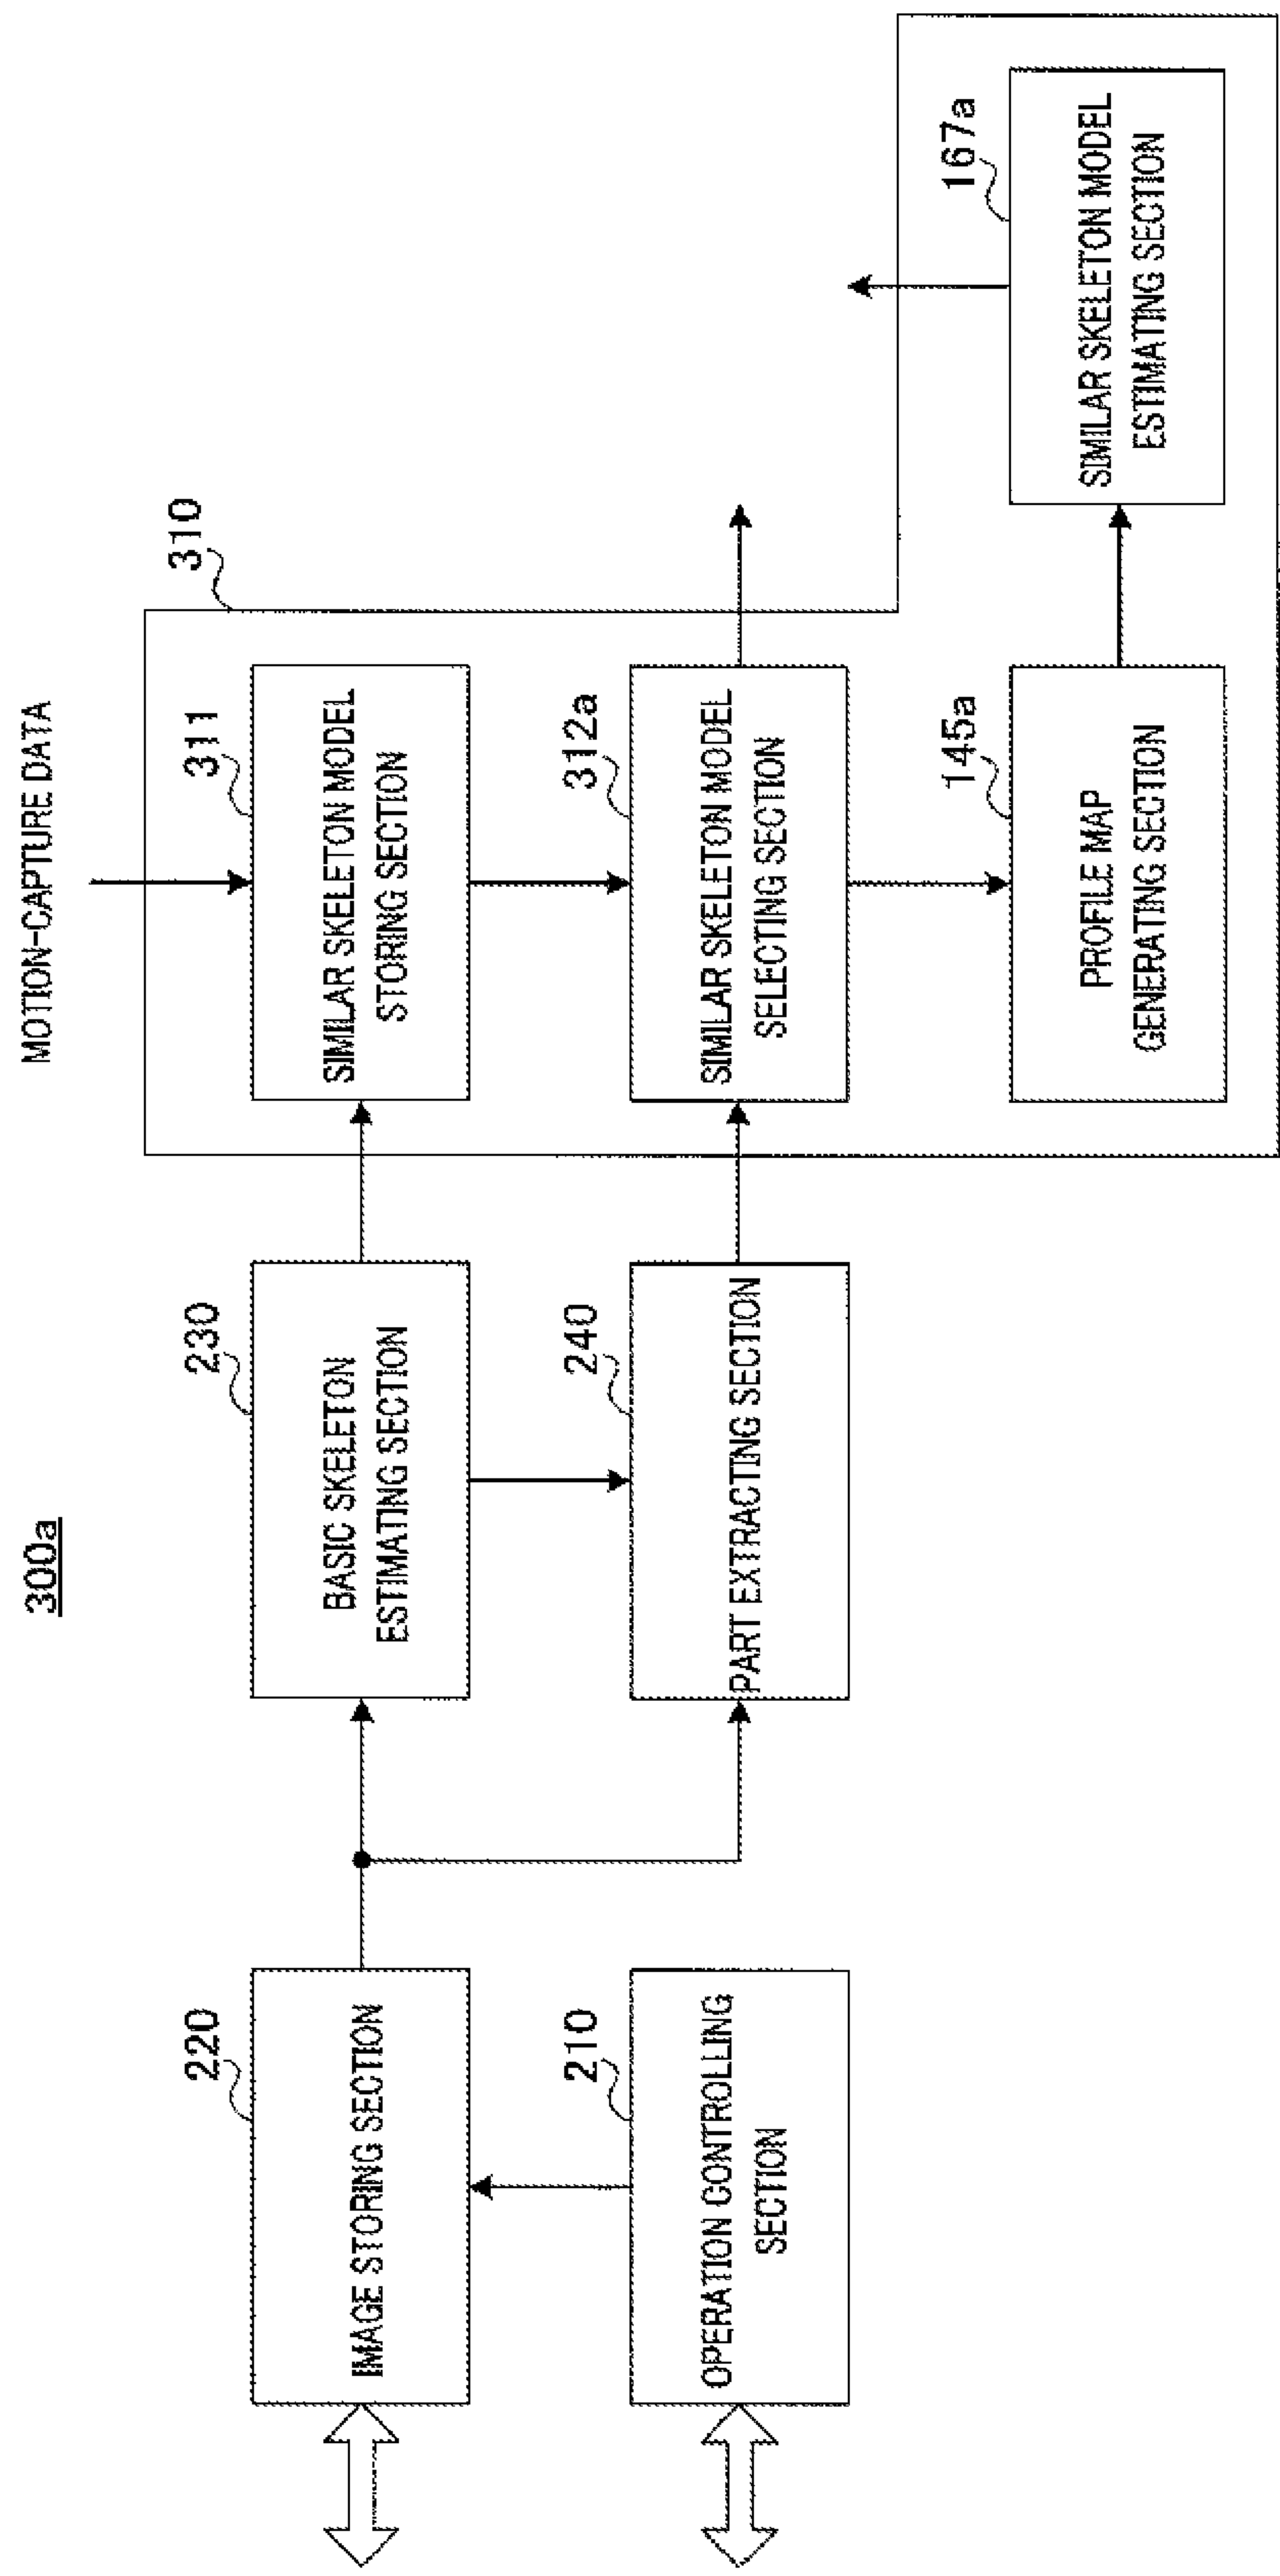 300a
MOTION-CAPTURE DATA
310
220
IMAGE STORING SECTION
230
BASIC SKELETON
ESTIMATING SECTION
311
SIMILAR SKELETON MODEL
STORING SECTION
210
OPERATION CONTROLLING
SECTION
240
PART EXTRACTING SECTION
312a
SIMILAR SKELETON MODEL
SELECTING SECTION
145a
PROFILE MAP
GENERATING SECTION
167a
SIMILAR SKELETON MODEL
ESTIMATING SECTION